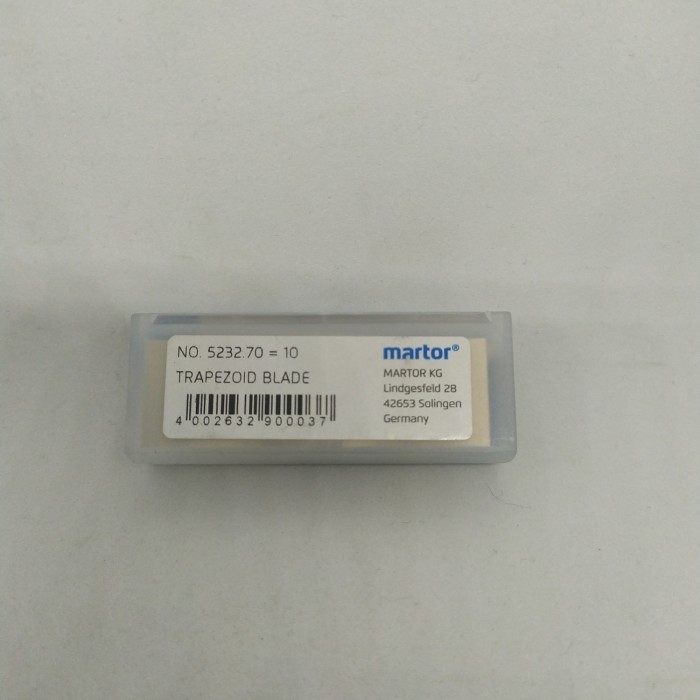 NO. 5232.70 = 10
TRAPEZOID BLADE
4 002632 900037
martor®
MARTOR KG
Lindgesfeld 28
42653 Solingen
Germany